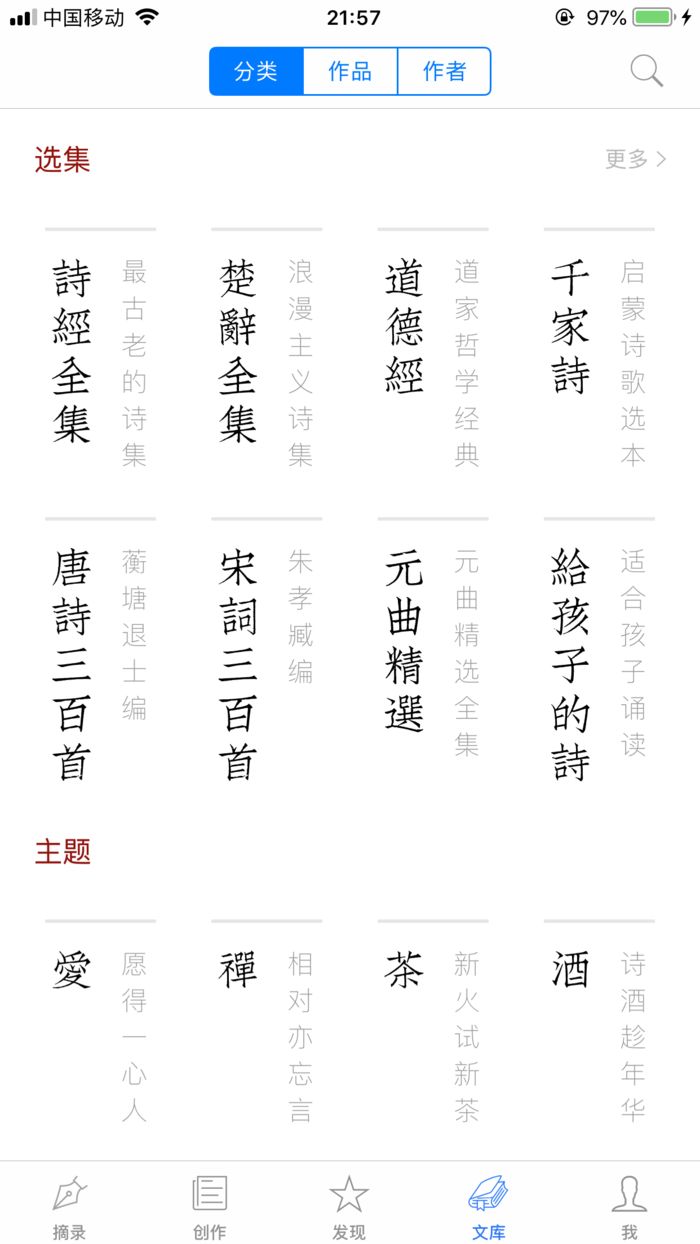 中国移动
21:57
97%
分类
作品
作者
选集
更多
詩經全集
最古老的诗集
楚辭全集
浪漫主义诗集
道德經
道家哲学经典
千家詩
启蒙诗歌选本
唐詩三百首
蘅塘退士编
宋詞三百首
朱孝臧编
元曲精選
元曲精选全集
給孩子的詩
适合孩子诵读
主题
愛
愿得一心人
禪
相对亦忘言
茶
新火试新茶
酒
诗酒趁年华
摘录
创作
发现
文库
我